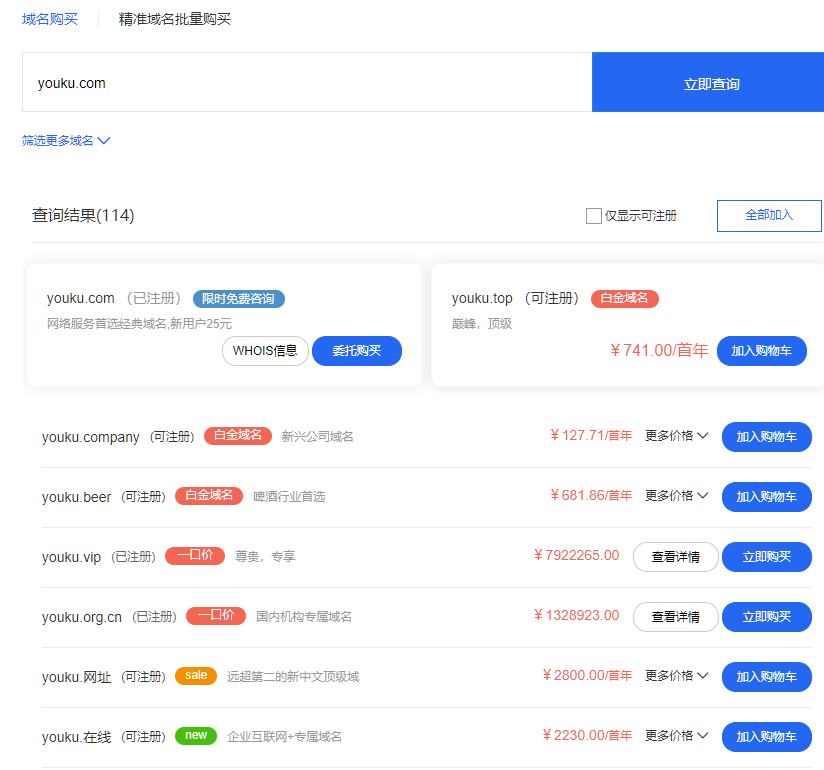 域名购买 精准域名批量购买
youku.com 立即查询
筛选更多域名
查询结果(114) 仅显示可注册 全部加入
youku.com （已注册） 限时免费咨询
网络服务首选经典域名,新用户25元
WHOIS信息 委托购买
youku.top （可注册） 白金域名
巅峰，顶级
￥741.00/首年 加入购物车
youku.company (可注册) 白金域名 新兴公司域名 ￥127.71/首年 更多价格 加入购物车
youku.beer (可注册) 白金域名 啤酒行业首选 ￥681.86/首年 更多价格 加入购物车
youku.vip (已注册) 一口价 尊贵，专享 ￥7922265.00 查看详情 立即购买
youku.org.cn (已注册) 一口价 国内机构专属域名 ￥1328923.00 查看详情 立即购买
youku.网址 (可注册) sale 远超第二的新中文顶级域 ￥2800.00/首年 更多价格 加入购物车
youku.在线 (可注册) new 企业互联网+专属域名 ￥2230.00/首年 更多价格 加入购物车